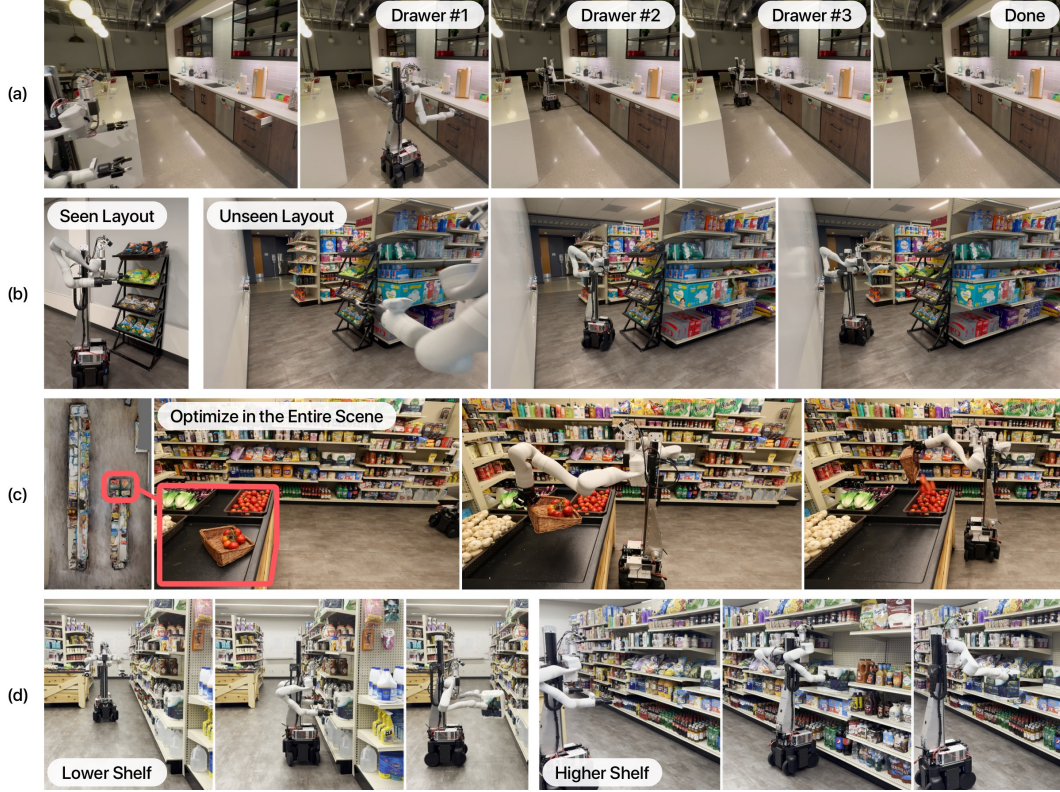 (a)
Drawer #1
Drawer #2
Drawer #3
Done
(b)
Seen Layout
Unseen Layout
(c)
Optimize in the Entire Scene
(d)
Lower Shelf
Higher Shelf